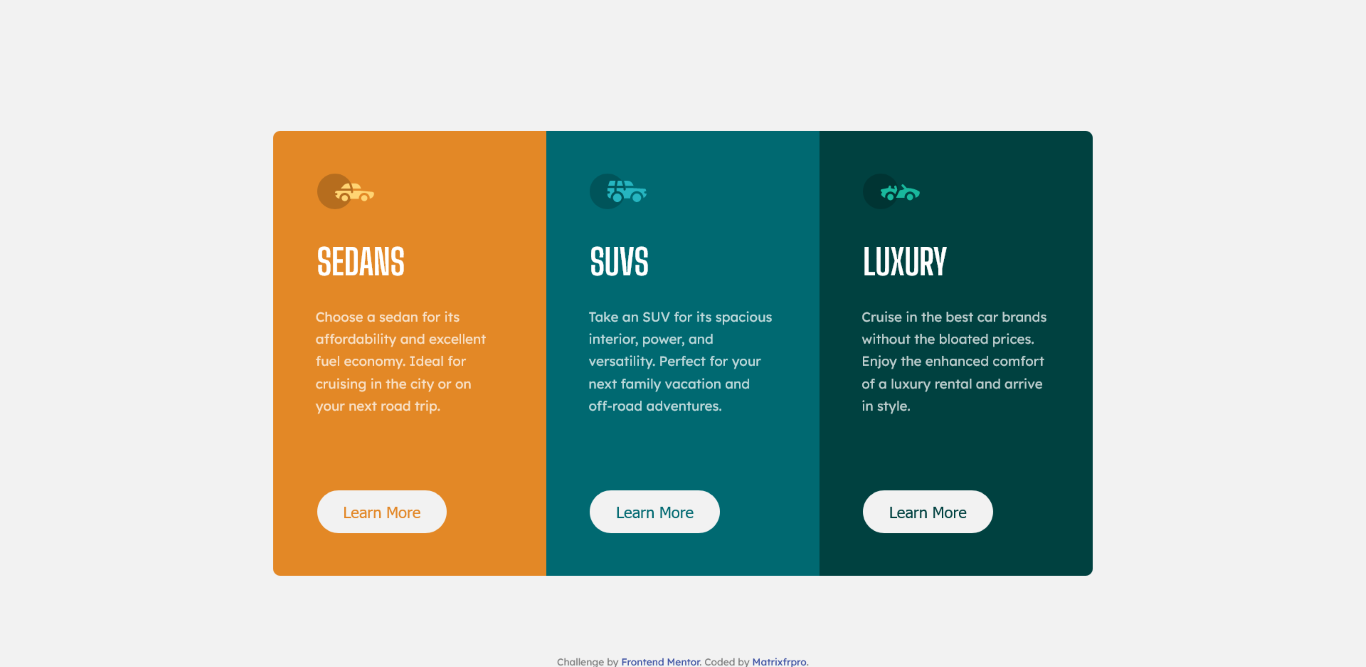 SEDANS
Choose a sedan for its
affordability and excellent
fuel economy. Ideal for
cruising in the city or on
your next road trip.
Learn More
SUVS
Take an SUV for its spacious
interior, power, and
versatility. Perfect for your
next family vacation and
off-road adventures.
Learn More
LUXURY
Cruise in the best car brands
without the bloated prices.
Enjoy the enhanced comfort
of a luxury rental and arrive
in style.
Learn More
Challenge by Frontend Mentor. Coded by Matrixfrpro.